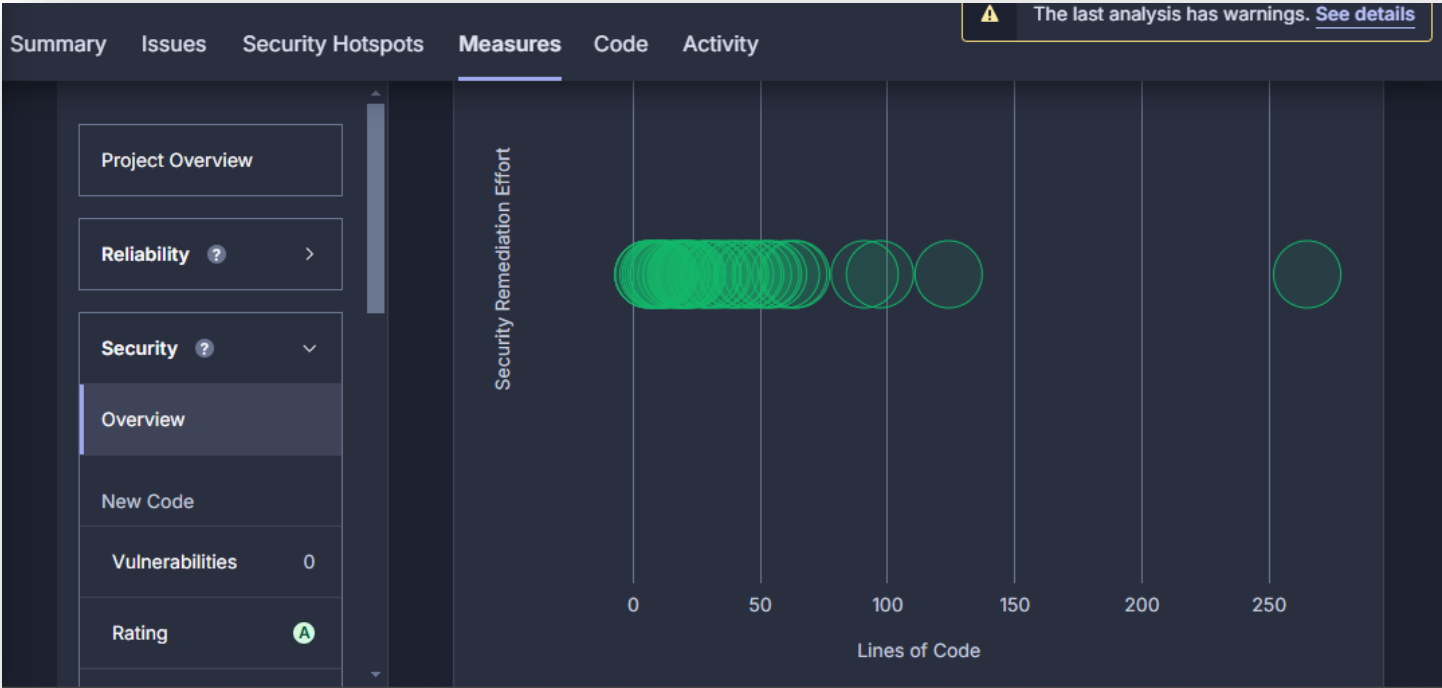 The last analysis has warnings. See details
Summary Issues Security Hotspots Measures Code Activity
Project Overview
Reliability ?
Security ?
Overview
New Code
Vulnerabilities 0
Rating A
Security Remediation Effort
0 50 100 150 200 250
Lines of Code